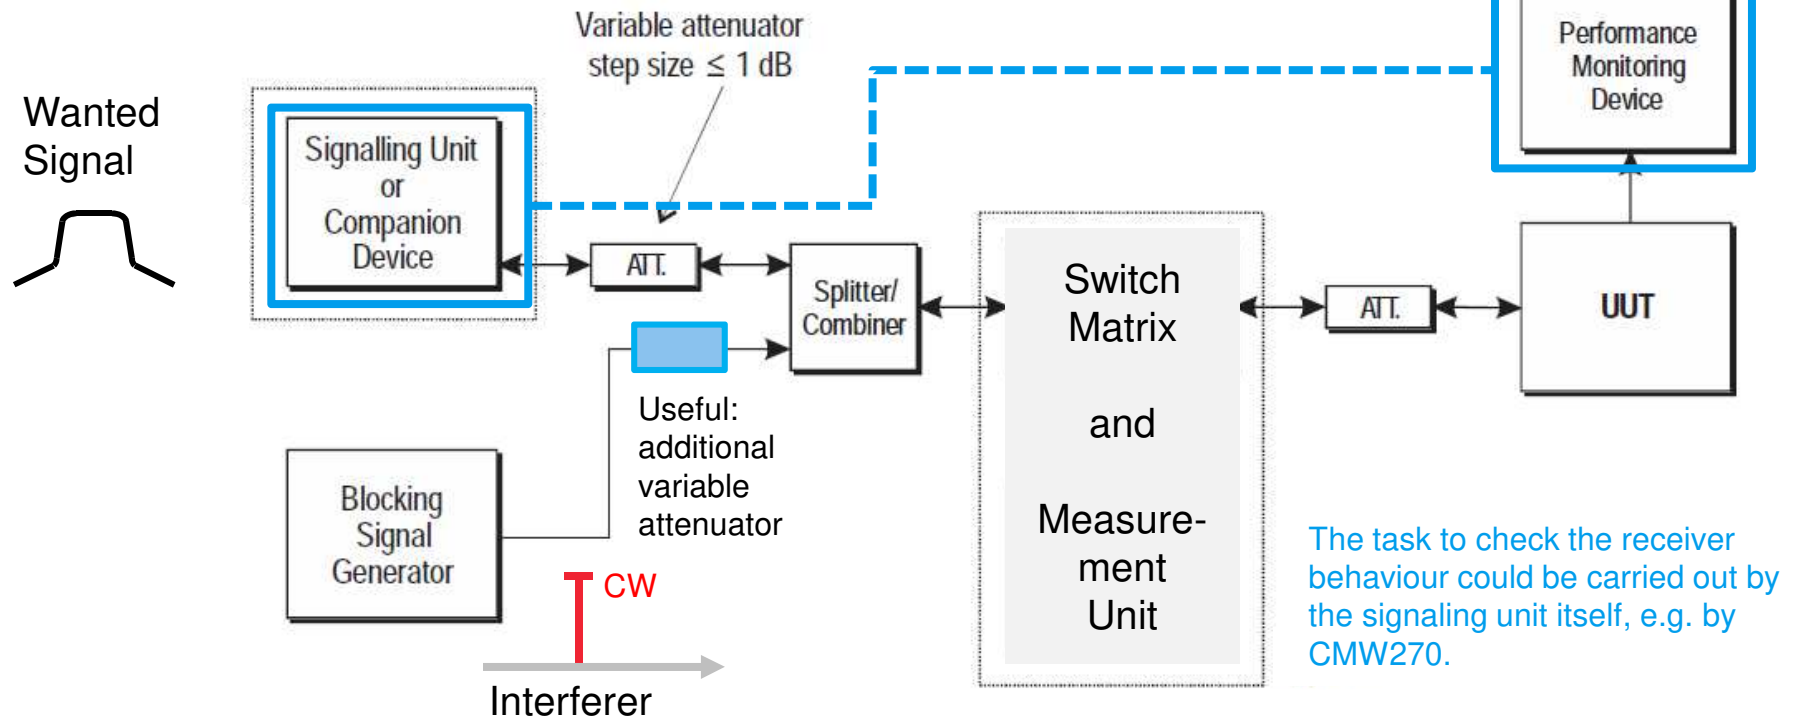 Variable attenuator
step size ≤ 1 dB
Performance
Monitoring
Device
Wanted
Signal
Signalling Unit
or
Companion
Device
ATT.
Splitter/
Combiner
Switch
Matrix
and
Measure-
ment
Unit
ATT.
UUT
Useful:
additional
variable
attenuator
Blocking
Signal
Generator
CW
Interferer
The task to check the receiver
behaviour could be carried out by
the signaling unit itself, e.g. by
CMW270.